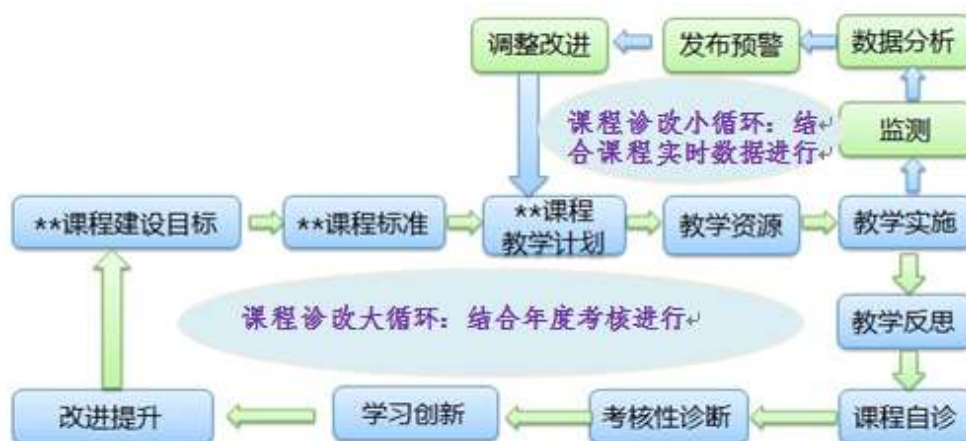 调整改进
发布预警
数据分析
课程诊改小循环：结
合课程实时数据进行
监测
**课程建设目标
**课程标准
**课程
教学计划
教学资源
教学实施
课程诊改大循环：结合年度考核进行
教学反思
改进提升
学习创新
考核性诊断
课程自诊